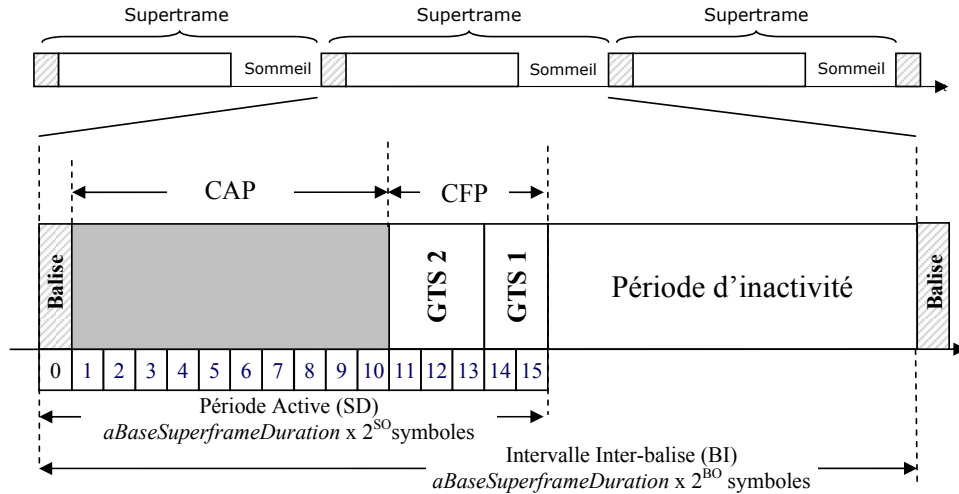 Supertrame Supertrame Supertrame
Sommeil Sommeil Sommeil
CAP CFP
Balise GTS 2 GTS 1 Période d’inactivité Balise
0 1 2 3 4 5 6 7 8 9 10 11 12 13 14 15
Période Active (SD)
aBaseSuperframeDuration x 2^SO symboles
Intervalle Inter-balise (BI)
aBaseSuperframeDuration x 2^BO symboles